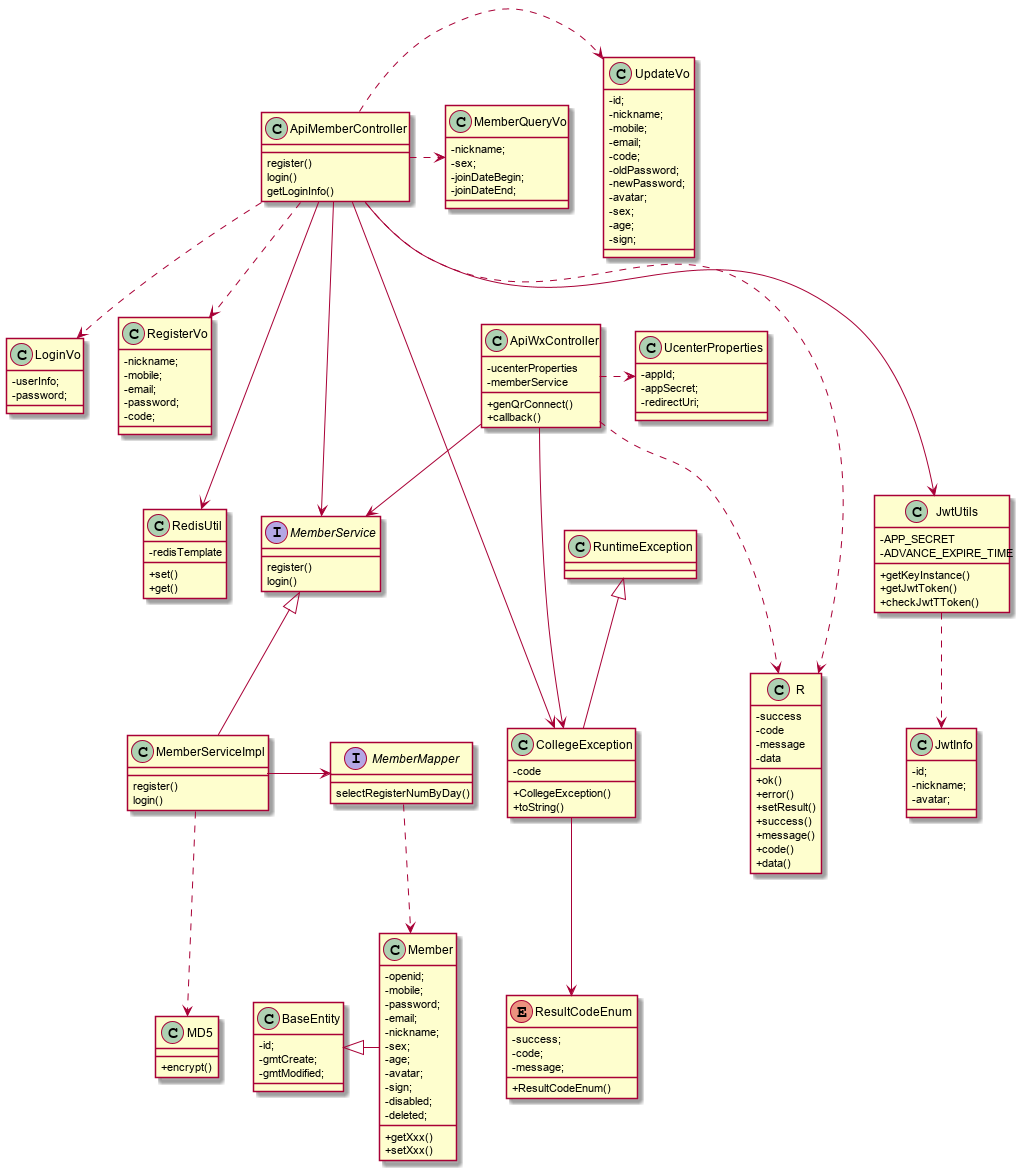 C UpdateVo
-id;
-nickname;
-mobile;
-email;
-code;
-oldPassword;
-newPassword;
-avatar;
-sex;
-age;
-sign;
C ApiMemberController
register()
login()
getLoginInfo()
C MemberQueryVo
-nickname;
-sex;
-joinDateBegin;
-joinDateEnd;
C LoginVo
-userInfo;
-password;
C RegisterVo
-nickname;
-mobile;
-email;
-password;
-code;
C ApiWxController
-ucenterProperties
-memberService
+genQrConnect()
+callback()
C UcenterProperties
-appId;
-appSecret;
-redirectUri;
C RedisUtil
-redisTemplate
+set()
+get()
I MemberService
register()
login()
C RuntimeException
C JwtUtils
-APP_SECRET
-ADVANCE_EXPIRE_TIME
+getKeyInstance()
+getJwtToken()
+checkJwtTToken()
C MemberServiceImpl
register()
login()
I MemberMapper
selectRegisterNumByDay()
C CollegeException
-code
+CollegeException()
+toString()
C R
-success
-code
-message
-data
+ok()
+error()
+setResult()
+success()
+message()
+code()
+data()
C JwtInfo
-id;
-nickname;
-avatar;
C MD5
+encrypt()
C BaseEntity
-id;
-gmtCreate;
-gmtModified;
C Member
-openid;
-mobile;
-password;
-email;
-nickname;
-sex;
-age;
-avatar;
-sign;
-disabled;
-deleted;
+getXxx()
+setXxx()
E ResultCodeEnum
-success;
-code;
-message;
+ResultCodeEnum()